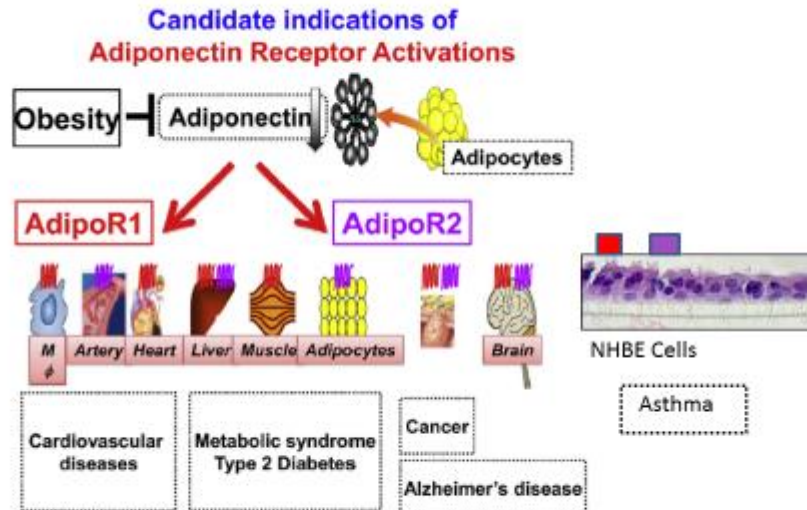 Candidate indications of
Adiponectin Receptor Activations
Obesity
Adiponectin
Adipocytes
AdipoR1
AdipoR2
M
ϕ
Artery
Heart
Liver
Muscle
Adipocytes
Brain
NHBE Cells
Asthma
Cardiovascular
diseases
Metabolic syndrome
Type 2 Diabetes
Cancer
Alzheimer's disease